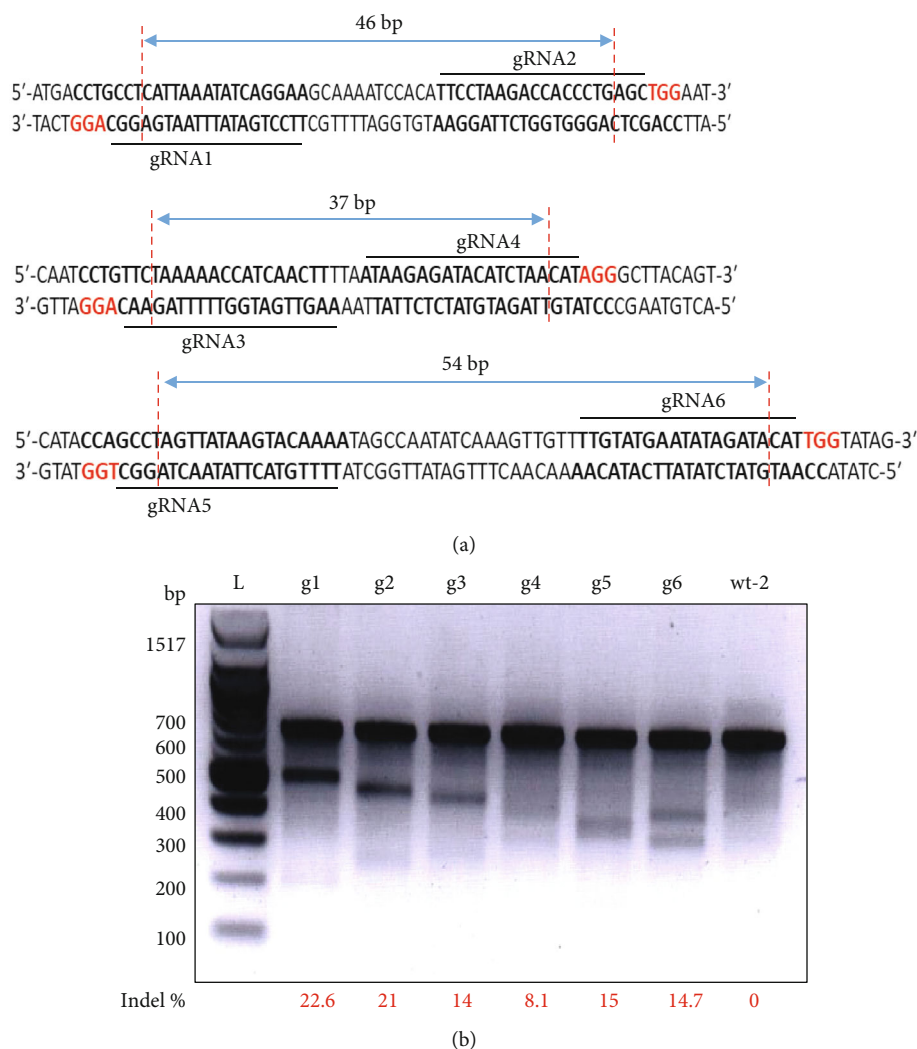 46 bp
gRNA2
5′-ATGACCTGCCTCATTAAATATCAGGAAGCAAAATCCACATTCCTAAGACCACCCTGAGCTGGAAT-3′
3′-TACTGGACGGAGTAATTTATAGTCCTTCGTTTTAGGTGTAAGGATTCTGGTGGGACTCGACCTTA-5′
gRNA1
37 bp
gRNA4
5′-CAATCCTGTTCTAAAAACCATCAACTTTTAATAAGAGATACATCTAACATAGGGCTTACAGT-3′
3′-GTTAGGACAAGATTTTTGGTAGTTGAAAATTATTCTCTATGTAGATTGTATCCCGAATGTCA-5′
gRNA3
54 bp
gRNA6
5′-CATACCAGCCTAGTTATAAGTACAAAATAGCCAATATCAAAGTTGTTTTGTATGAATATAGATACATTGGTATAG-3′
3′-GTATGGTCGGATCAATATTCATGTTTTATCGGTTATAGTTTCAACAAAACATACTTATATCTATGTAACCATATC-5′
gRNA5
(a)
bp L g1 g2 g3 g4 g5 g6 wt-2
1517
700
600
500
400
300
200
100
Indel % 22.6 21 14 8.1 15 14.7 0
(b)